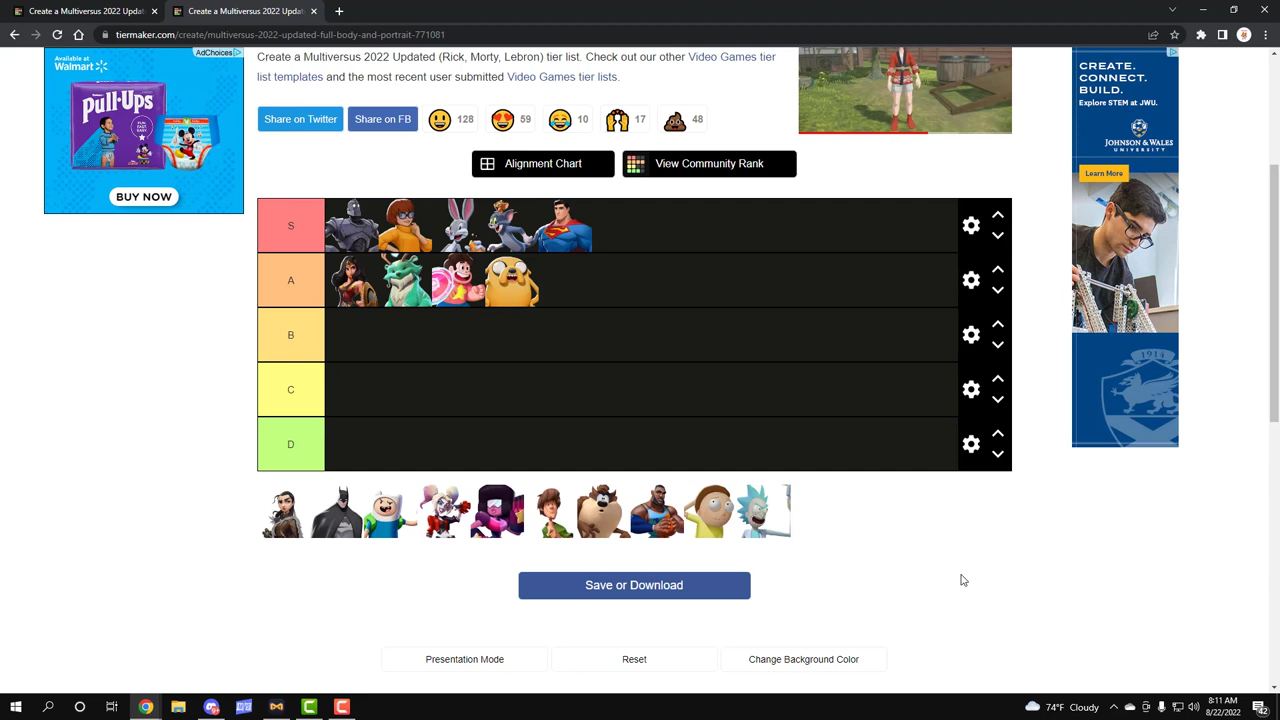 Create a Multiversus 2022 Updated
Create a Multiversus 2022 Updat
tiermaker.com/create/multiversus-2022-updated-full-body-and-portrait-771081
AdChoices
Available at
Walmart
Pull-Ups
BUY NOW
Create a Multiversus 2022 Updated (Rick, Morty, Lebron) tier list. Check out our other Video Games tier
list templates and the most recent user submitted Video Games tier lists.
Share on Twitter
Share on FB
128
59
10
17
48
Alignment Chart
View Community Rank
CREATE.
CONNECT.
BUILD.
Explore STEM at JWU.
JOHNSON & WALES
UNIVERSITY
Learn More
1914
S
A
B
C
D
Save or Download
Presentation Mode
Reset
Change Background Color
74°F Cloudy
8:11 AM
8/22/2022
42